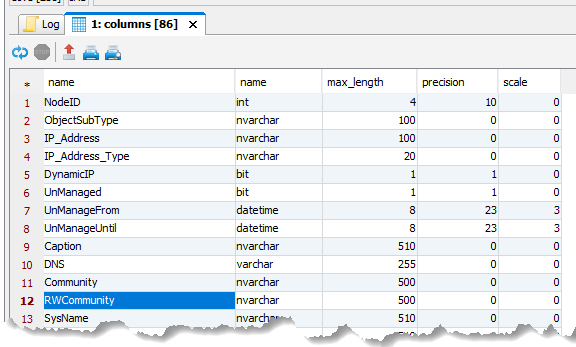 Log
1: columns [86]
* name name max_length precision scale
1 NodeID int 4 10 0
2 ObjectSubType nvarchar 100 0 0
3 IP_Address nvarchar 100 0 0
4 IP_Address_Type nvarchar 20 0 0
5 DynamicIP bit 1 1 0
6 UnManaged bit 1 1 0
7 UnManageFrom datetime 8 23 3
8 UnManageUntil datetime 8 23 3
9 Caption nvarchar 510 0 0
10 DNS varchar 255 0 0
11 Community nvarchar 500 0 0
12 RWCommunity nvarchar 500 0 0
13 SysName nvarchar 0 0